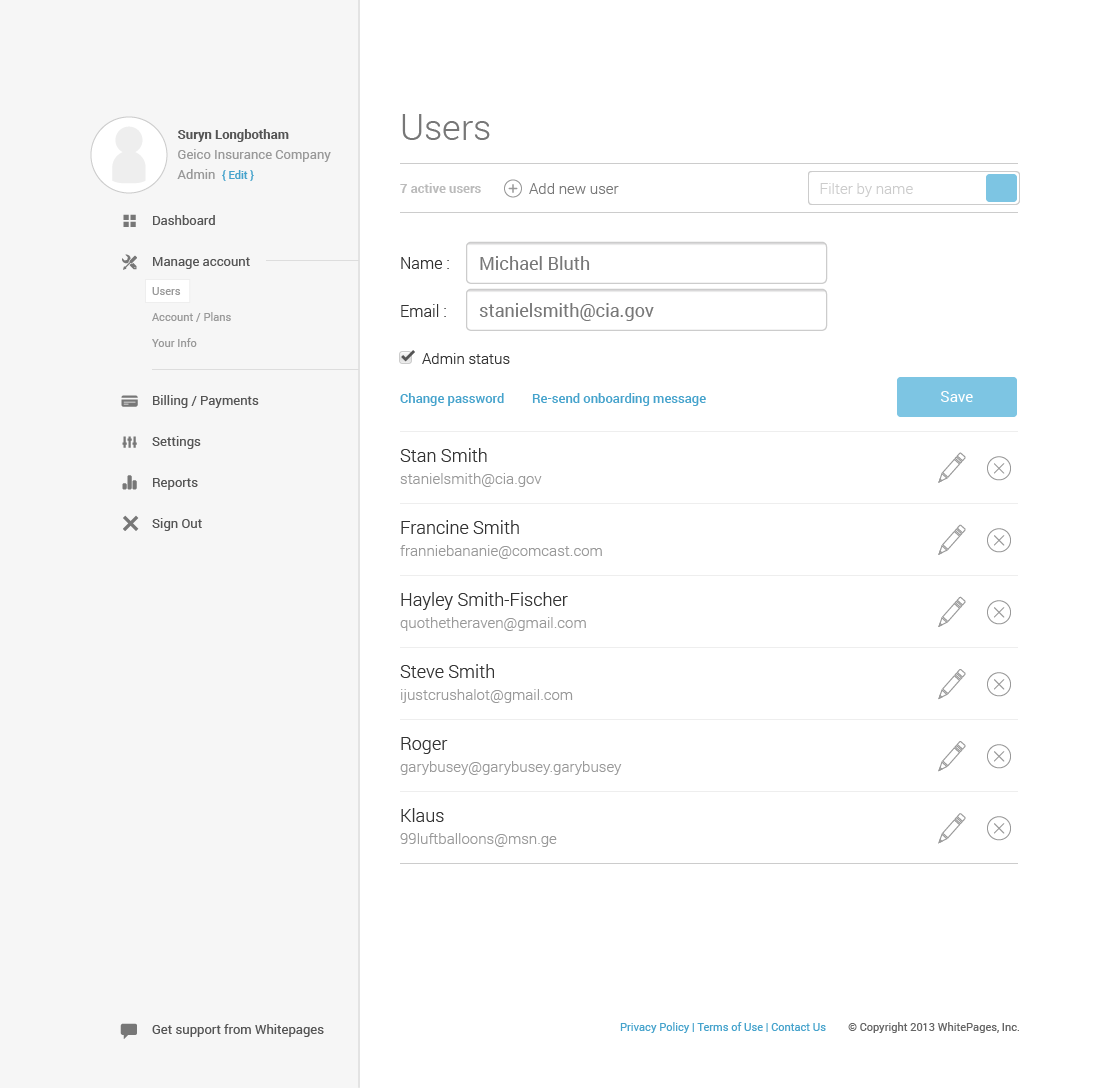 Suryn Longbotham
Geico Insurance Company
Admin { Edit }
Dashboard
Manage account
Users
Account / Plans
Your Info
Billing / Payments
Settings
Reports
Sign Out
Get support from Whitepages
Users
7 active users Add new user Filter by name
Name : Michael Bluth
Email : stanielsmith@cia.gov
Admin status
Change password Re-send onboarding message Save
Stan Smith
stanielsmith@cia.gov
Francine Smith
franniebananie@comcast.com
Hayley Smith-Fischer
quothetheraven@gmail.com
Steve Smith
ijustcrushalot@gmail.com
Roger
garybusey@garybusey.garybusey
Klaus
99luftballoons@msn.ge
Privacy Policy | Terms of Use | Contact Us © Copyright 2013 WhitePages, Inc.